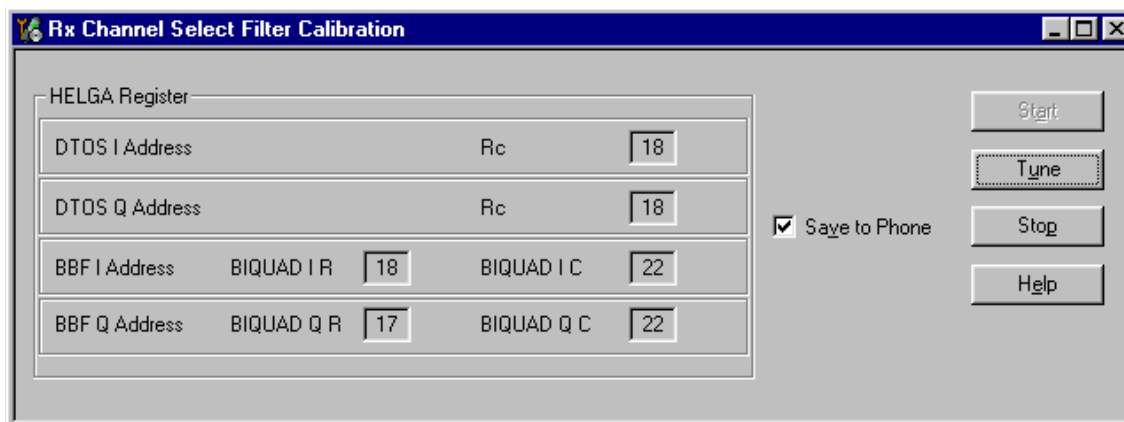 Rx Channel Select Filter Calibration
HELGA Register
DTOS I Address Rc 18
DTOS Q Address Rc 18
BBF I Address BIQUAD I R 18 BIQUAD I C 22
BBF Q Address BIQUAD Q R 17 BIQUAD Q C 22
Save to Phone
Start
Tune
Stop
Help